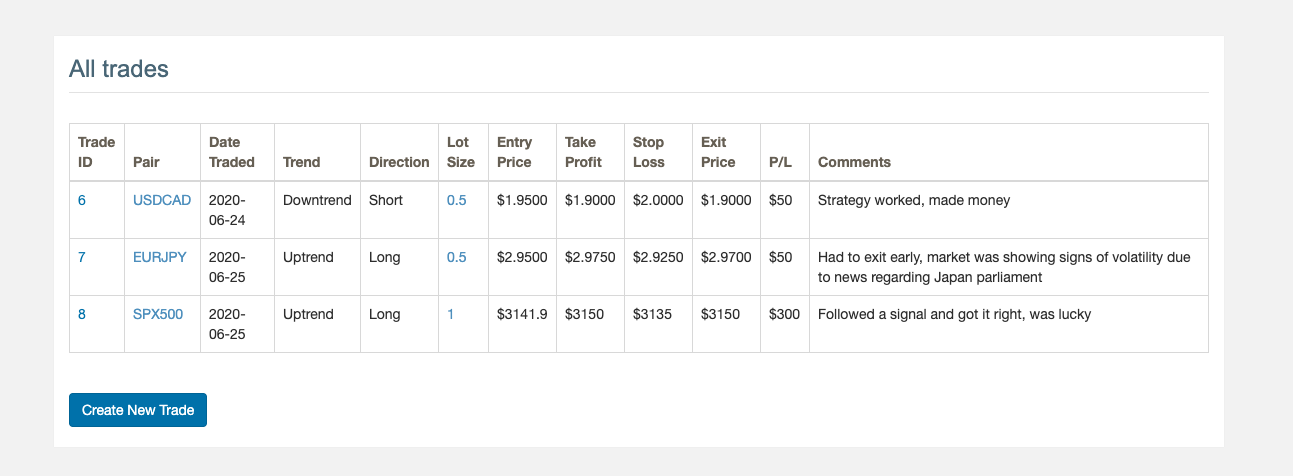 All trades
Trade ID Pair Date Traded Trend Direction Lot Size Entry Price Take Profit Stop Loss Exit Price P/L Comments
6 USDCAD 2020-06-24 Downtrend Short 0.5 $1.9500 $1.9000 $2.0000 $1.9000 $50 Strategy worked, made money
7 EURJPY 2020-06-25 Uptrend Long 0.5 $2.9500 $2.9750 $2.9250 $2.9700 $50 Had to exit early, market was showing signs of volatility due to news regarding Japan parliament
8 SPX500 2020-06-25 Uptrend Long 1 $3141.9 $3150 $3135 $3150 $300 Followed a signal and got it right, was lucky
Create New Trade